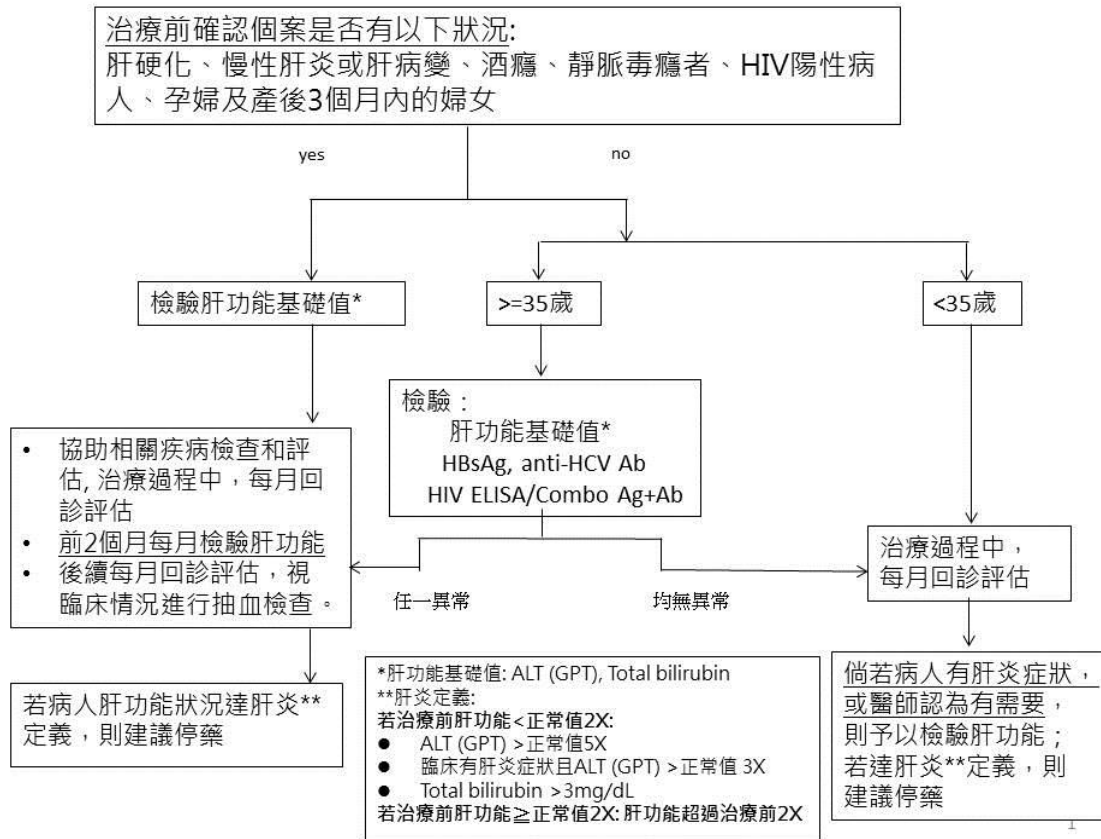 治療前確認個案是否有以下狀況:
肝硬化、慢性肝炎或肝病變、酒癮、靜脈毒癮者、HIV陽性病
人、孕婦及產後3個月內的婦女
yes
no
檢驗肝功能基礎值*
>=35歲
<35歲
檢驗：
肝功能基礎值*
HBsAg, anti-HCV Ab
HIV ELISA/Combo Ag+Ab
• 協助相關疾病檢查和評
估, 治療過程中，每月回
診評估
• 前2個月每月檢驗肝功能
• 後續每月回診評估，視
臨床情況進行抽血檢查。
任一異常
均無異常
治療過程中，
每月回診評估
若病人肝功能狀況達肝炎**
定義，則建議停藥
*肝功能基礎值: ALT (GPT), Total bilirubin
**肝炎定義:
若治療前肝功能<正常值2X:
● ALT (GPT) >正常值5X
● 臨床有肝炎症狀且ALT (GPT) >正常值 3X
● Total bilirubin >3mg/dL
若治療前肝功能≧正常值2X: 肝功能超過治療前2X
倘若病人有肝炎症狀，
或醫師認為有需要，
則予以檢驗肝功能；
若達肝炎**定義，則
建議停藥
1